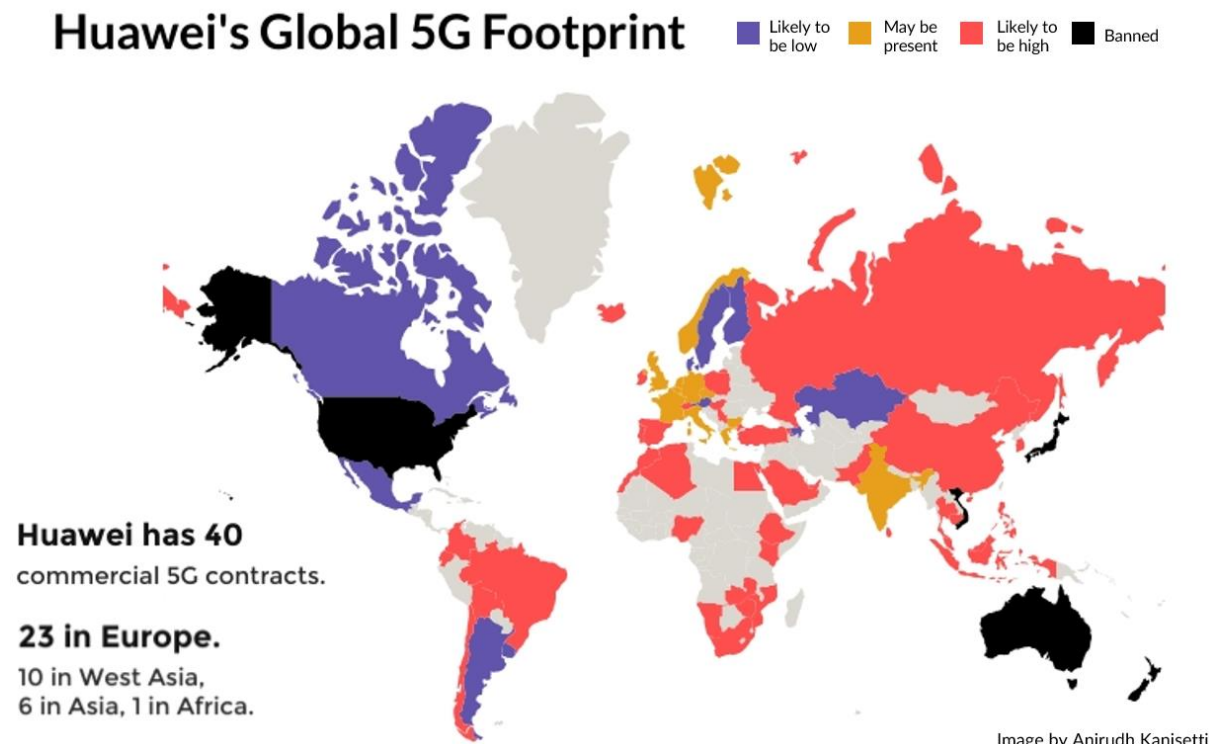 Huawei's Global 5G Footprint
Likely to
be low
May be
present
Likely to
be high
Banned
Huawei has 40
commercial 5G contracts.
23 in Europe.
10 in West Asia,
6 in Asia, 1 in Africa.
Image by Anirudh Kanisetti